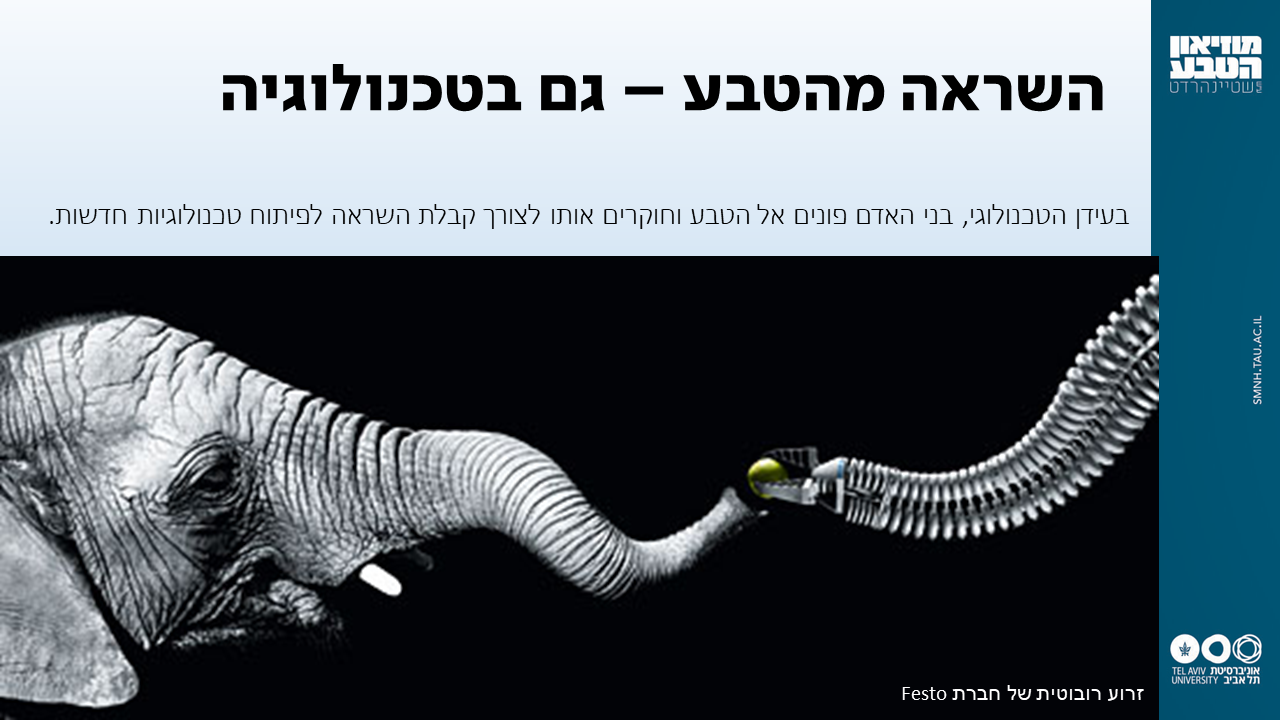 השראה מהטבע – גם בטכנולוגיה
בעידן הטכנולוגי, בני האדם פונים אל הטבע וחוקרים אותו לצורך קבלת השראה לפיתוח טכנולוגיות חדשות.
זרוע רובוטית של חברת Festo
מוזיאון
הטבע
שטיינהרדט
SMNH.TAU.AC.IL
TEL AVIV אוניברסיטת
UNIVERSITY תל אביב